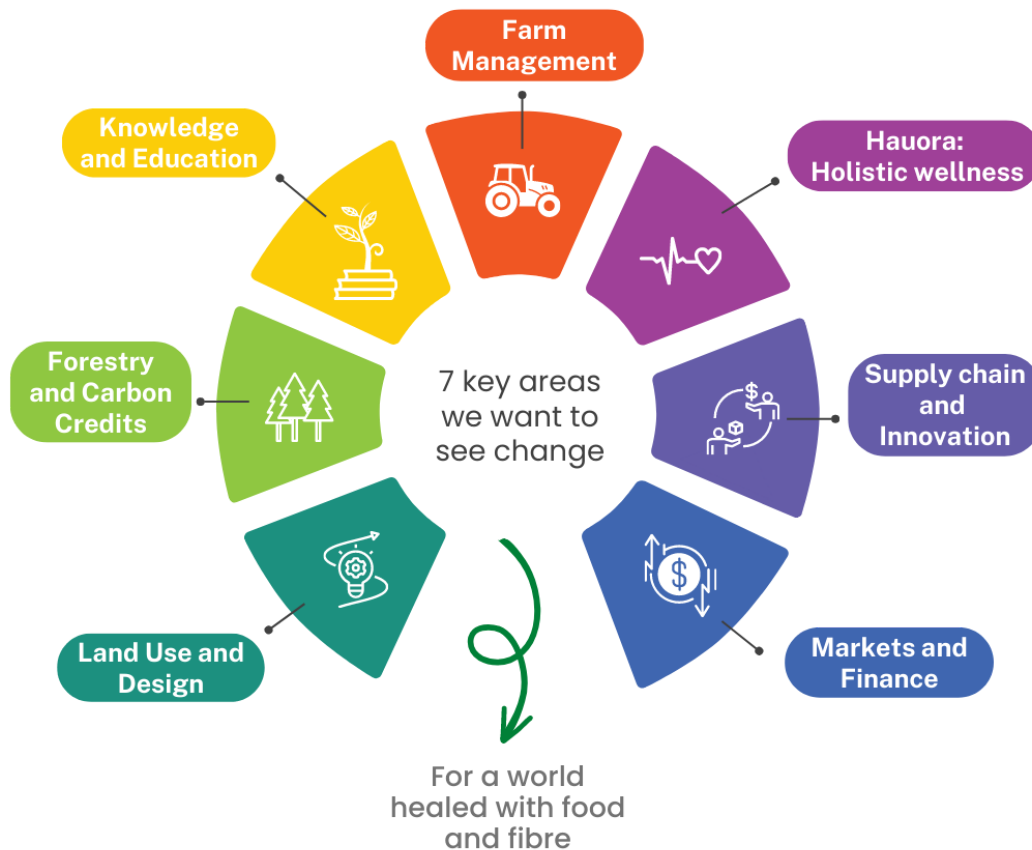 Farm
Management
Knowledge
and Education
Hauora:
Holistic wellness
Forestry
and Carbon
Credits
7 key areas
we want to
see change
Supply chain
and
Innovation
$
$
Land Use and
Design
Markets and
Finance
For a world
healed with food
and fibre